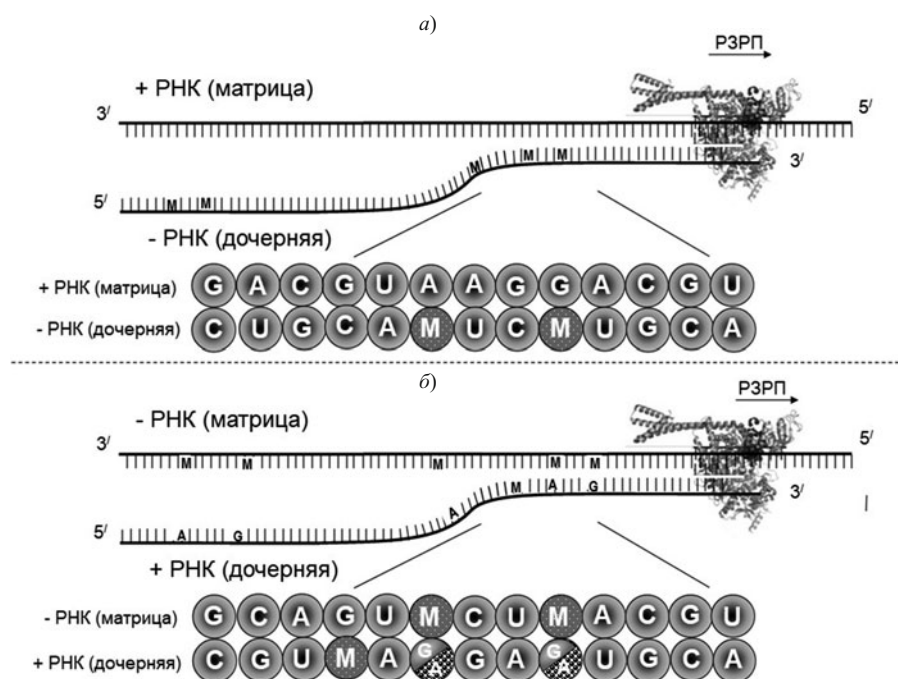 а)
РЗРП
+ РНК (матрица)
3/
5/
М М М
3/
5/
М М
- РНК (дочерняя)
+ РНК (матрица) G A C G U A A G G A C G U
- РНК (дочерняя) C U G C A M U C M U G C A
б)
РЗРП
- РНК (матрица)
3/
5/
М М М М М
М А G
3/
А
5/
А G
+ РНК (дочерняя)
- РНК (матрица) G C A G U M C U M A C G U
+ РНК (дочерняя) C G U M A G A G A G A U G C A